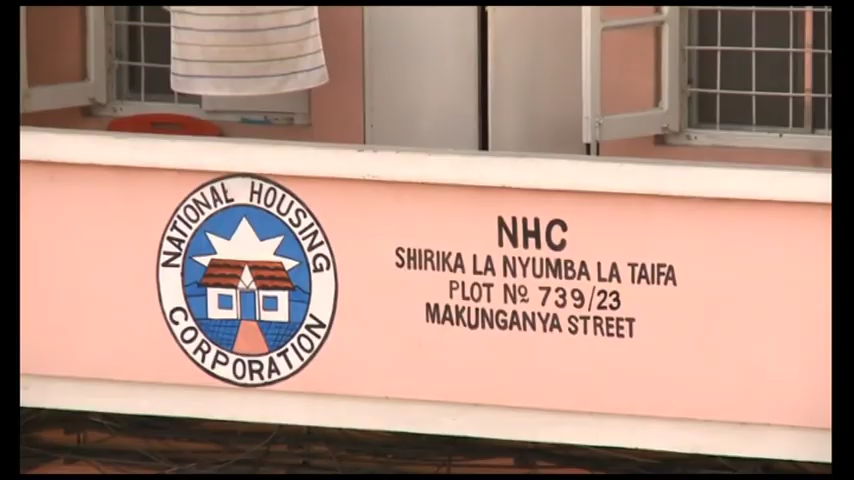 NATIONAL HOUSING
CORPORATION
NHC
SHIRIKA LA NYUMBA LA TAIFA
PLOT Nº 739/23
MAKUNGANYA STREET